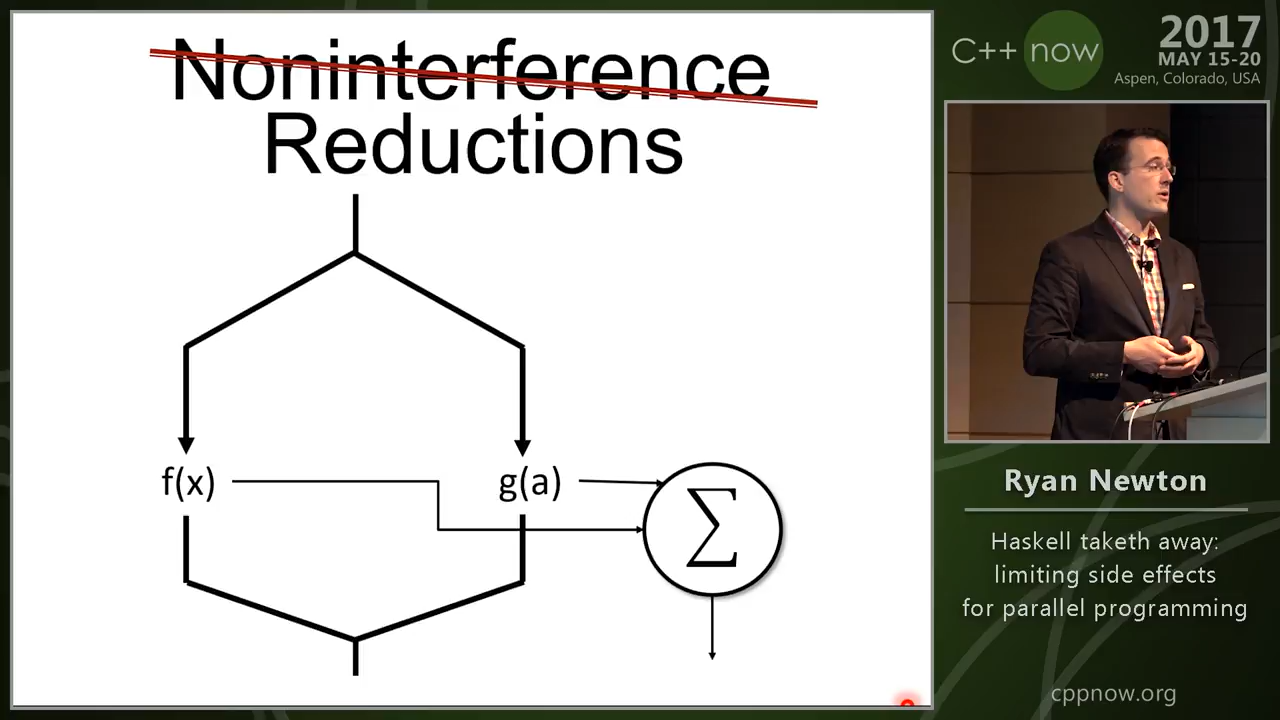 Noninterference
Reductions
f(x)
g(a)
∑
C++ now
2017
MAY 15-20
Aspen, Colorado, USA
Ryan Newton
Haskell taketh away:
limiting side effects
for parallel programming
cppnow.org